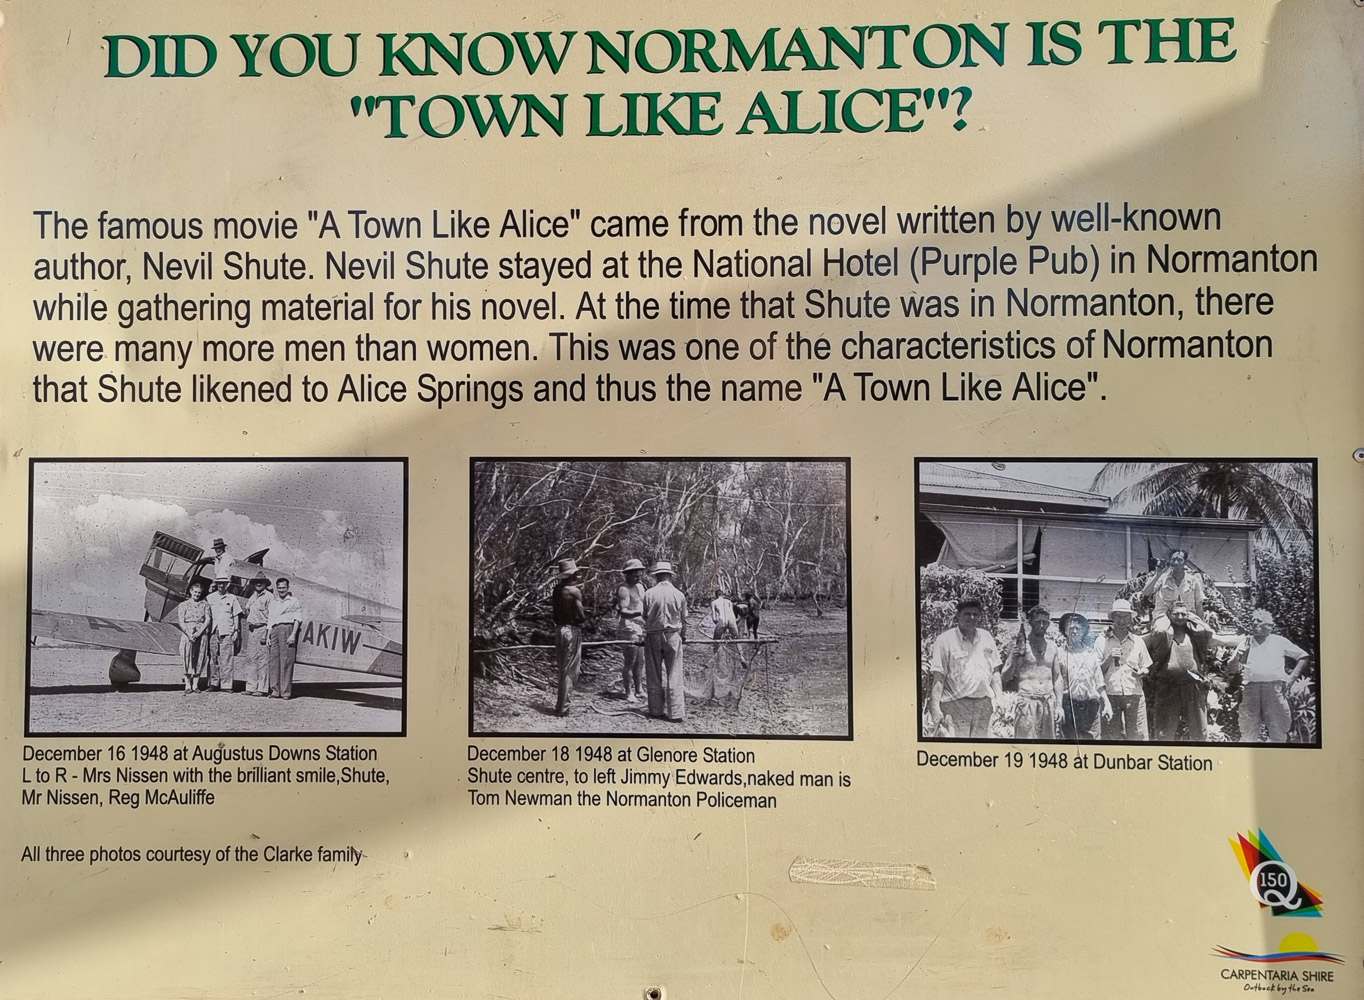 DID YOU KNOW NORMANTON IS THE
"TOWN LIKE ALICE"?
The famous movie "A Town Like Alice" came from the novel written by well-known
author, Nevil Shute. Nevil Shute stayed at the National Hotel (Purple Pub) in Normanton
while gathering material for his novel. At the time that Shute was in Normanton, there
were many more men than women. This was one of the characteristics of Normanton
that Shute likened to Alice Springs and thus the name "A Town Like Alice".
AKIW
December 16 1948 at Augustus Downs Station
L to R - Mrs Nissen with the brilliant smile,Shute,
Mr Nissen, Reg McAuliffe
December 18 1948 at Glenore Station
Shute centre, to left Jimmy Edwards,naked man is
Tom Newman the Normanton Policeman
December 19 1948 at Dunbar Station
All three photos courtesy of the Clarke family
Q150
CARPENTARIA SHIRE
Outback by the Sea